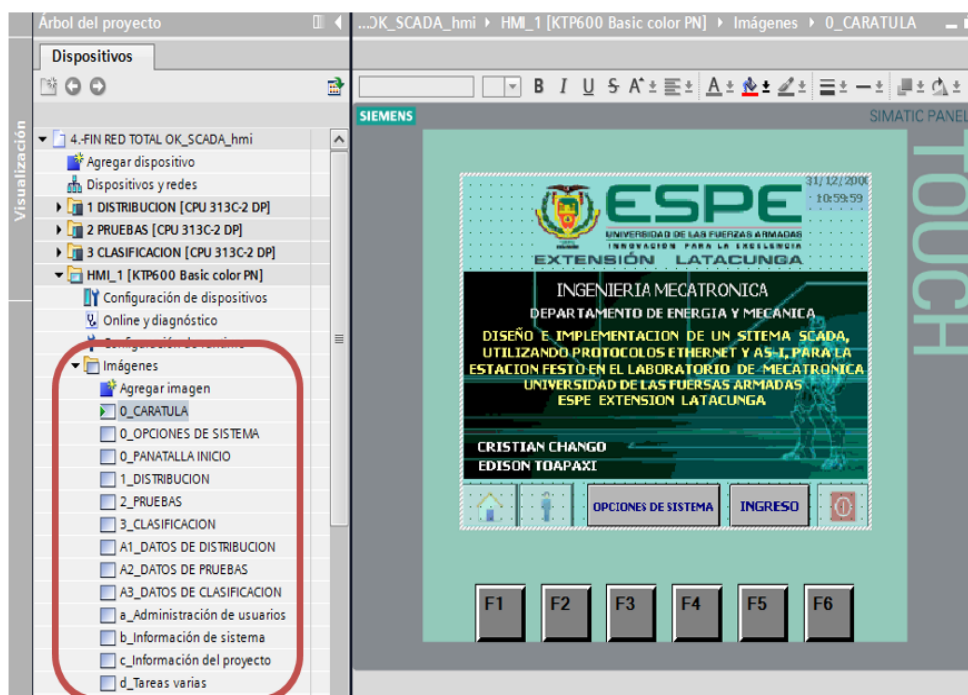 Árbol del proyecto
...OK_SCADA_hmi ▸ HMI_1 [KTP600 Basic color PN] ▸ Imágenes ▸ 0_CARATULA
Dispositivos
B I U S A
SIEMENS
SIMATIC PANEL
Visualización
4.-FIN RED TOTAL OK_SCADA_hmi
Agregar dispositivo
Dispositivos y redes
1 DISTRIBUCION [CPU 313C-2 DP]
2 PRUEBAS [CPU 313C-2 DP]
3 CLASIFICACION [CPU 313C-2 DP]
HMI_1 [KTP600 Basic color PN]
Configuración de dispositivos
Online y diagnóstico
Configuración de runtime
Imágenes
Agregar imagen
0_CARATULA
0_OPCIONES DE SISTEMA
0_PANATALLA INICIO
1_DISTRIBUCION
2_PRUEBAS
3_CLASIFICACION
A1_DATOS DE DISTRIBUCION
A2_DATOS DE PRUEBAS
A3_DATOS DE CLASIFICACION
a_Administración de usuarios
b_Información de sistema
c_Información del proyecto
d_Tareas varias
TOUCH
31/12/2000
10:59:59
ESPE
UNIVERSIDAD DE LAS FUERZAS ARMADAS
INNOVACION PARA LA EXCELENCIA
EXTENSIÓN LATACUNGA
INGENIERIA MECATRONICA
DEPARTAMENTO DE ENERGIA Y MECANICA
DISEÑO E IMPLEMENTACION DE UN SITEMA SCADA,
UTILIZANDO PROTOCOLOS ETHERNET Y AS-I, PARA LA
ESTACION FESTO EN EL LABORATORIO DE MECATRONICA
UNIVERSIDAD DE LAS FUERSAS ARMADAS
ESPE EXTENSION LATACUNGA
CRISTIAN CHANGO
EDISON TOAPAXI
OPCIONES DE SISTEMA
INGRESO
F1 F2 F3 F4 F5 F6